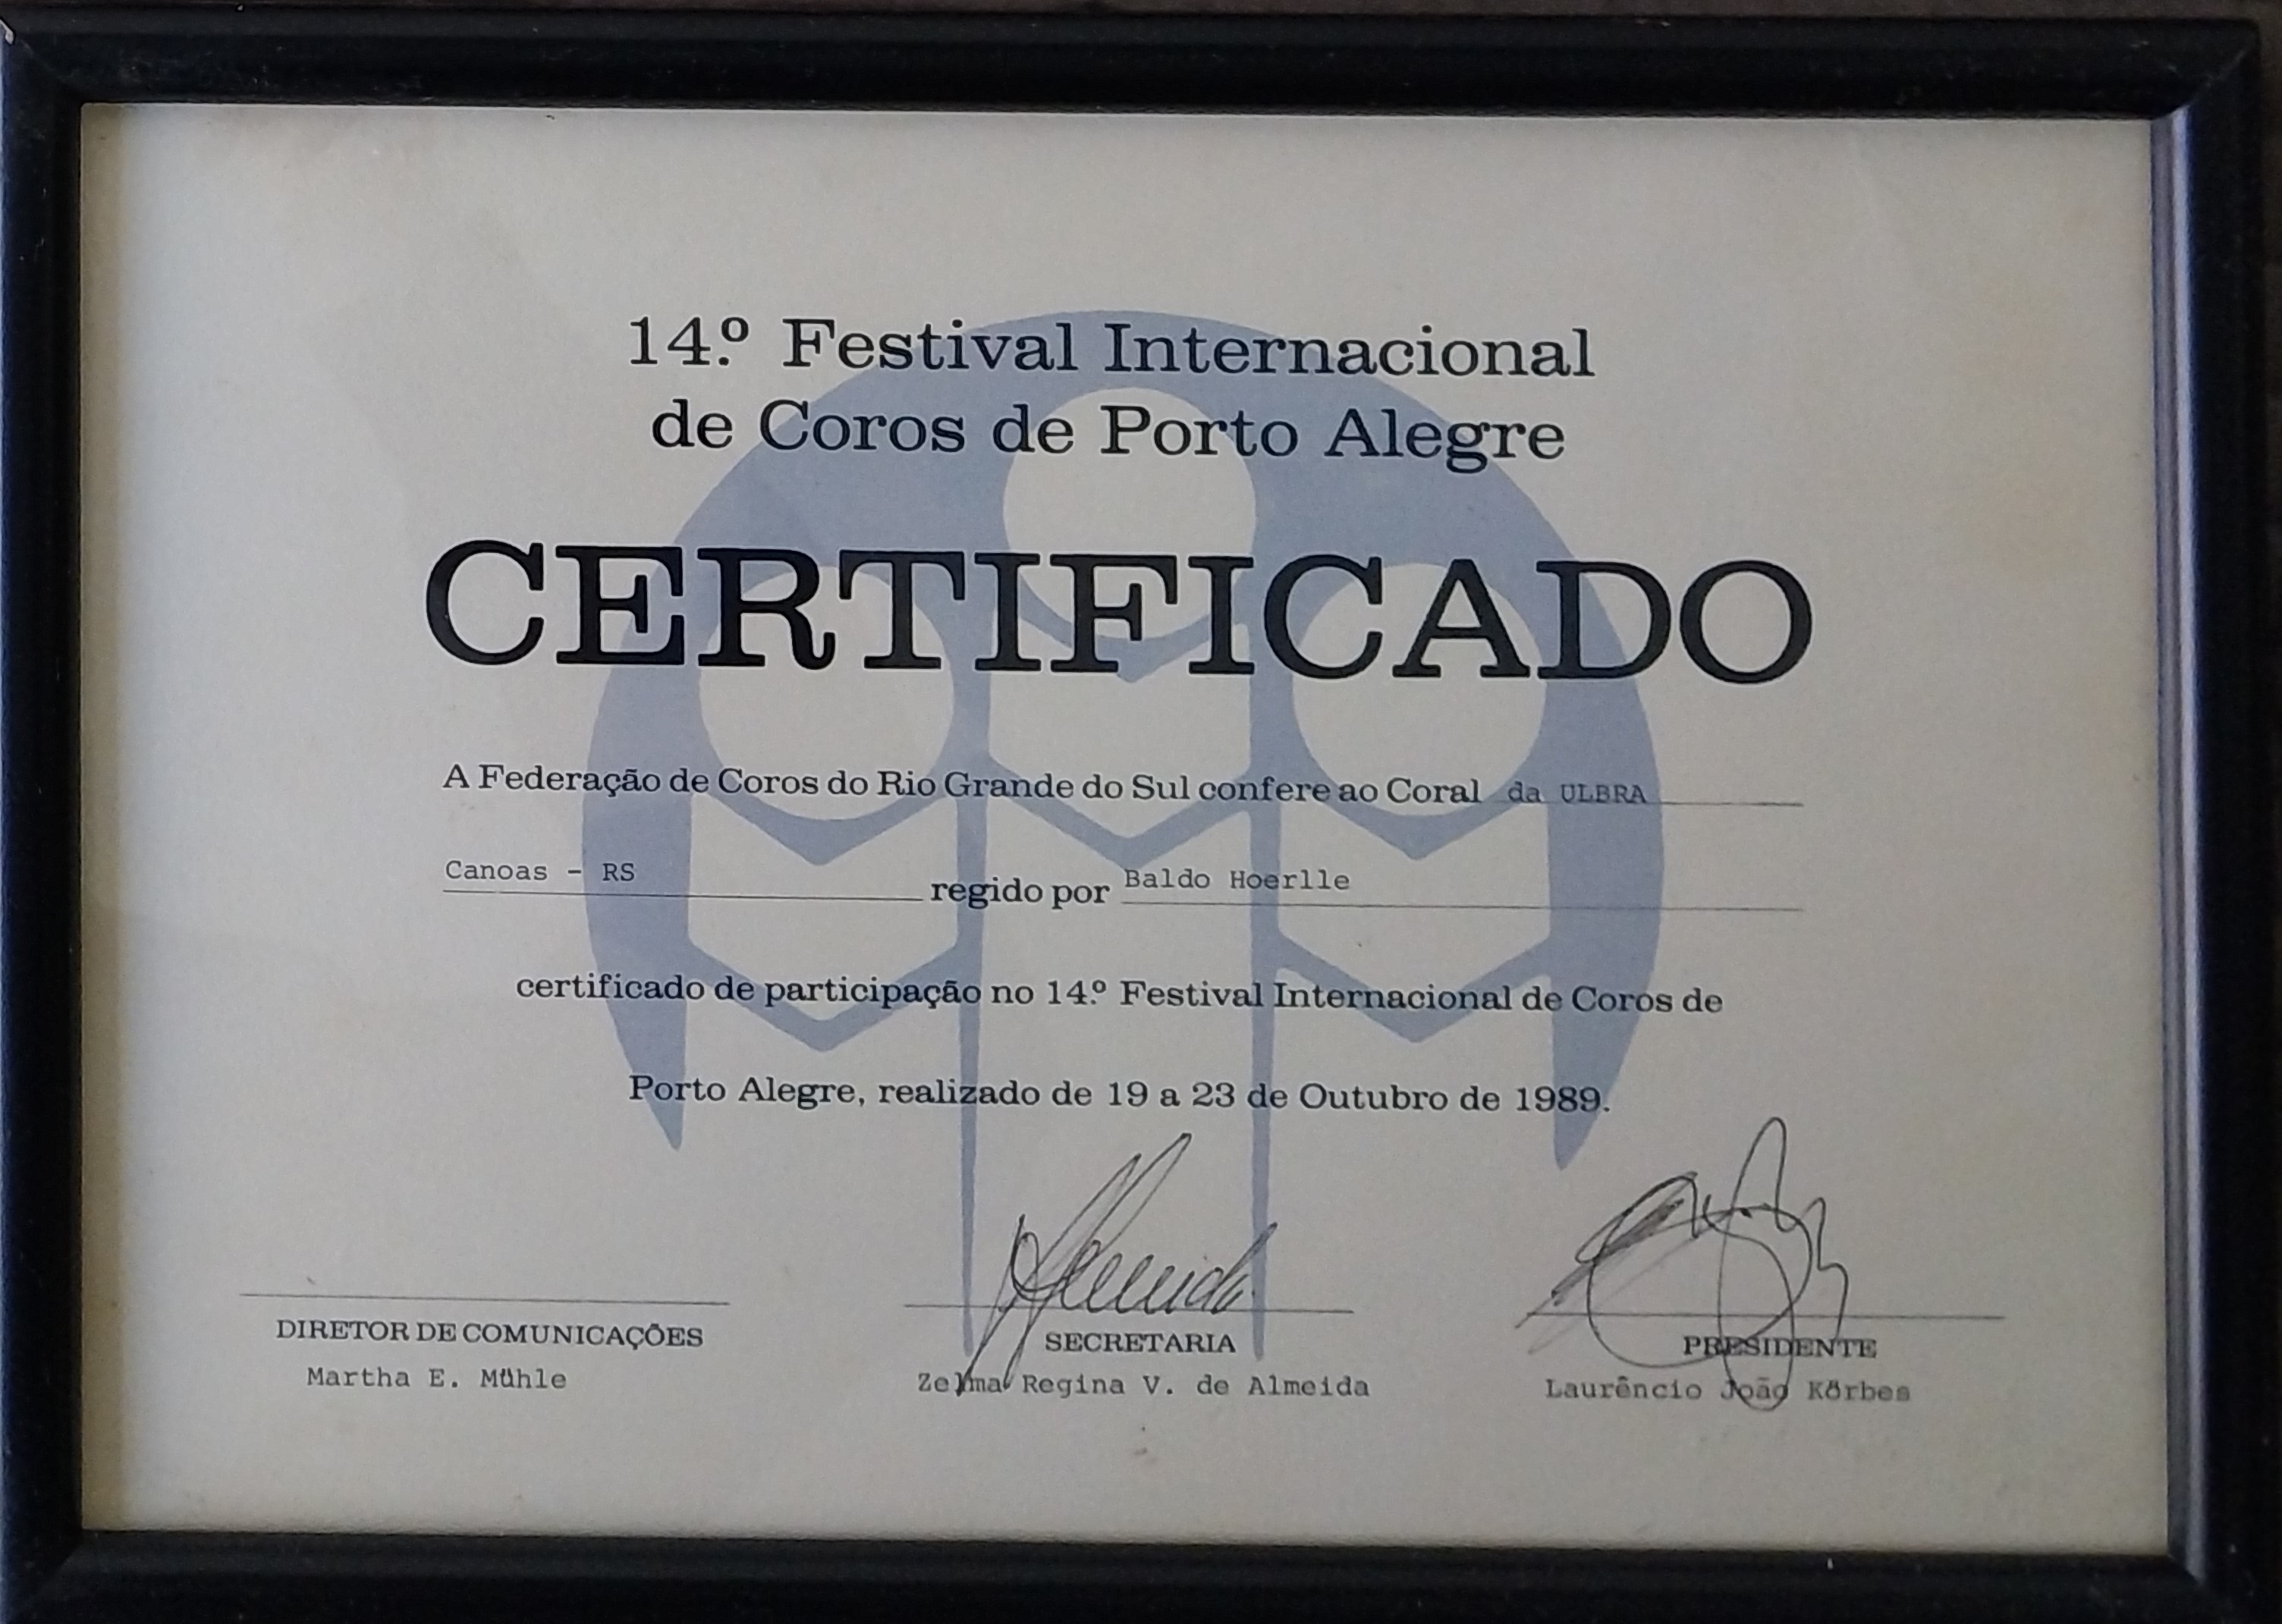 14.º Festival Internacional
de Coros de Porto Alegre
CERTIFICADO
A Federação de Coros do Rio Grande do Sul confere ao Coral da ULBRA
Canoas - RS regido por Baldo Hoerlle
certificado de participação no 14.º Festival Internacional de Coros de
Porto Alegre, realizado de 19 a 23 de Outubro de 1989.
Almeida
DIRETOR DE COMUNICAÇÕES SECRETARIA PRESIDENTE
Martha E. Mühle Zelma Regina V. de Almeida Laurêncio João Körbes